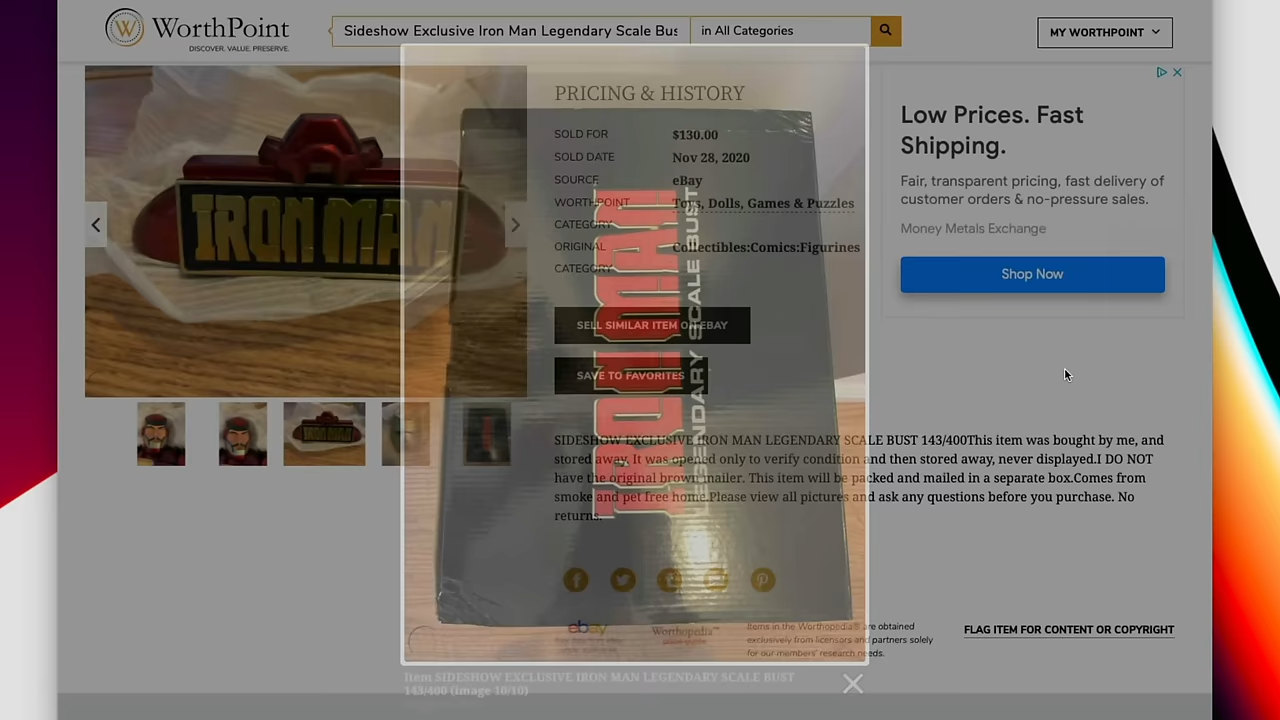 WorthPoint
DISCOVER. VALUE. PRESERVE.
Sideshow Exclusive Iron Man Legendary Scale Bus
in All Categories
MY WORTHPOINT
PRICING & HISTORY
SOLD FOR $130.00
SOLD DATE Nov 28, 2020
SOURCE eBay
WORTHPOINT CATEGORY Toys, Dolls, Games & Puzzles
ORIGINAL CATEGORY Collectibles:Comics:Figurines
SELL SIMILAR ITEM ON EBAY
SAVE TO FAVORITES
IRON MAN
IRON MAN
LEGENDARY SCALE BUST
Low Prices. Fast
Shipping.
Fair, transparent pricing, fast delivery of
customer orders & no-pressure sales.
Money Metals Exchange
Shop Now
SIDESHOW EXCLUSIVE IRON MAN LEGENDARY SCALE BUST 143/400This item was bought by me, and
stored away. It was opened only to verify condition and then stored away, never displayed.I DO NOT
have the original brown mailer. This item will be packed and mailed in a separate box.Comes from
smoke and pet free home.Please view all pictures and ask any questions before you purchase. No
returns.
ebay
Worthopedia™
Items in the Worthopedia® are obtained
exclusively from licensors and partners solely
for our members' research needs.
FLAG ITEM FOR CONTENT OR COPYRIGHT
Item SIDESHOW EXCLUSIVE IRON MAN LEGENDARY SCALE BUST
143/400 (image 10/10)